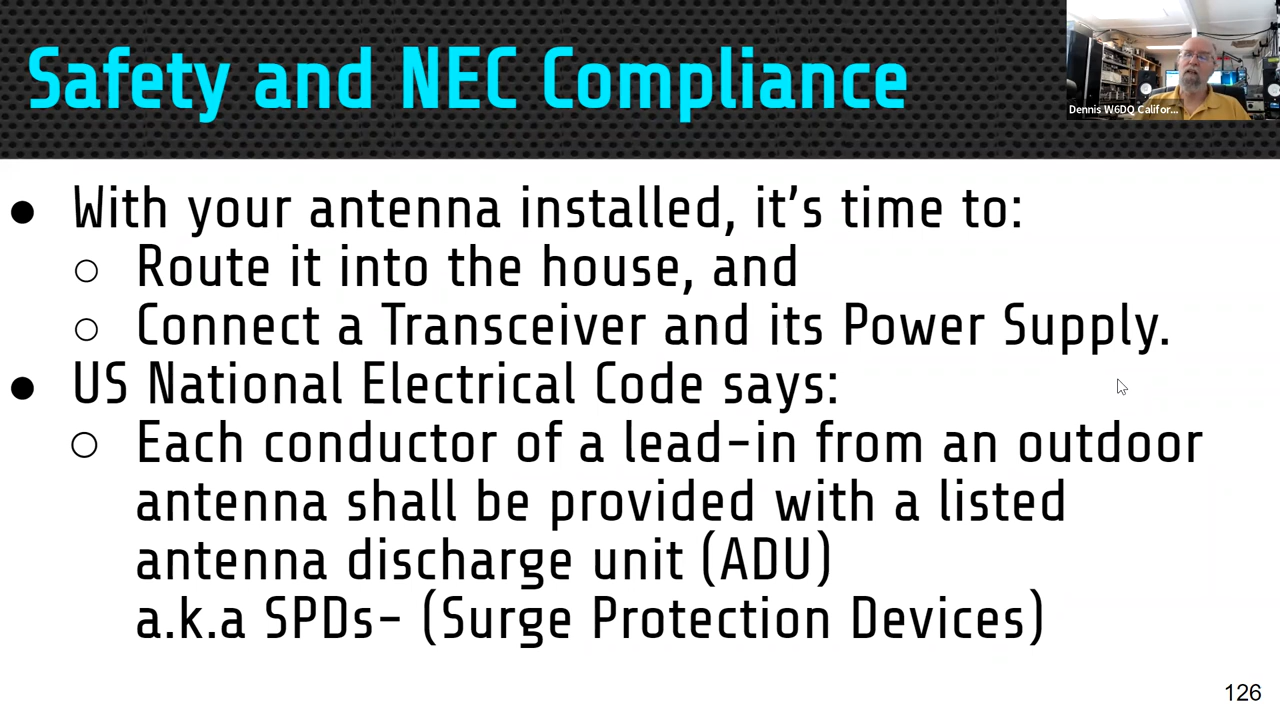 Safety and NEC Compliance
Dennis W6DQ Califor...
● With your antenna installed, it's time to:
○ Route it into the house, and
○ Connect a Transceiver and its Power Supply.
● US National Electrical Code says:
○ Each conductor of a lead-in from an outdoor
antenna shall be provided with a listed
antenna discharge unit (ADU)
a.k.a SPDs- (Surge Protection Devices)
126